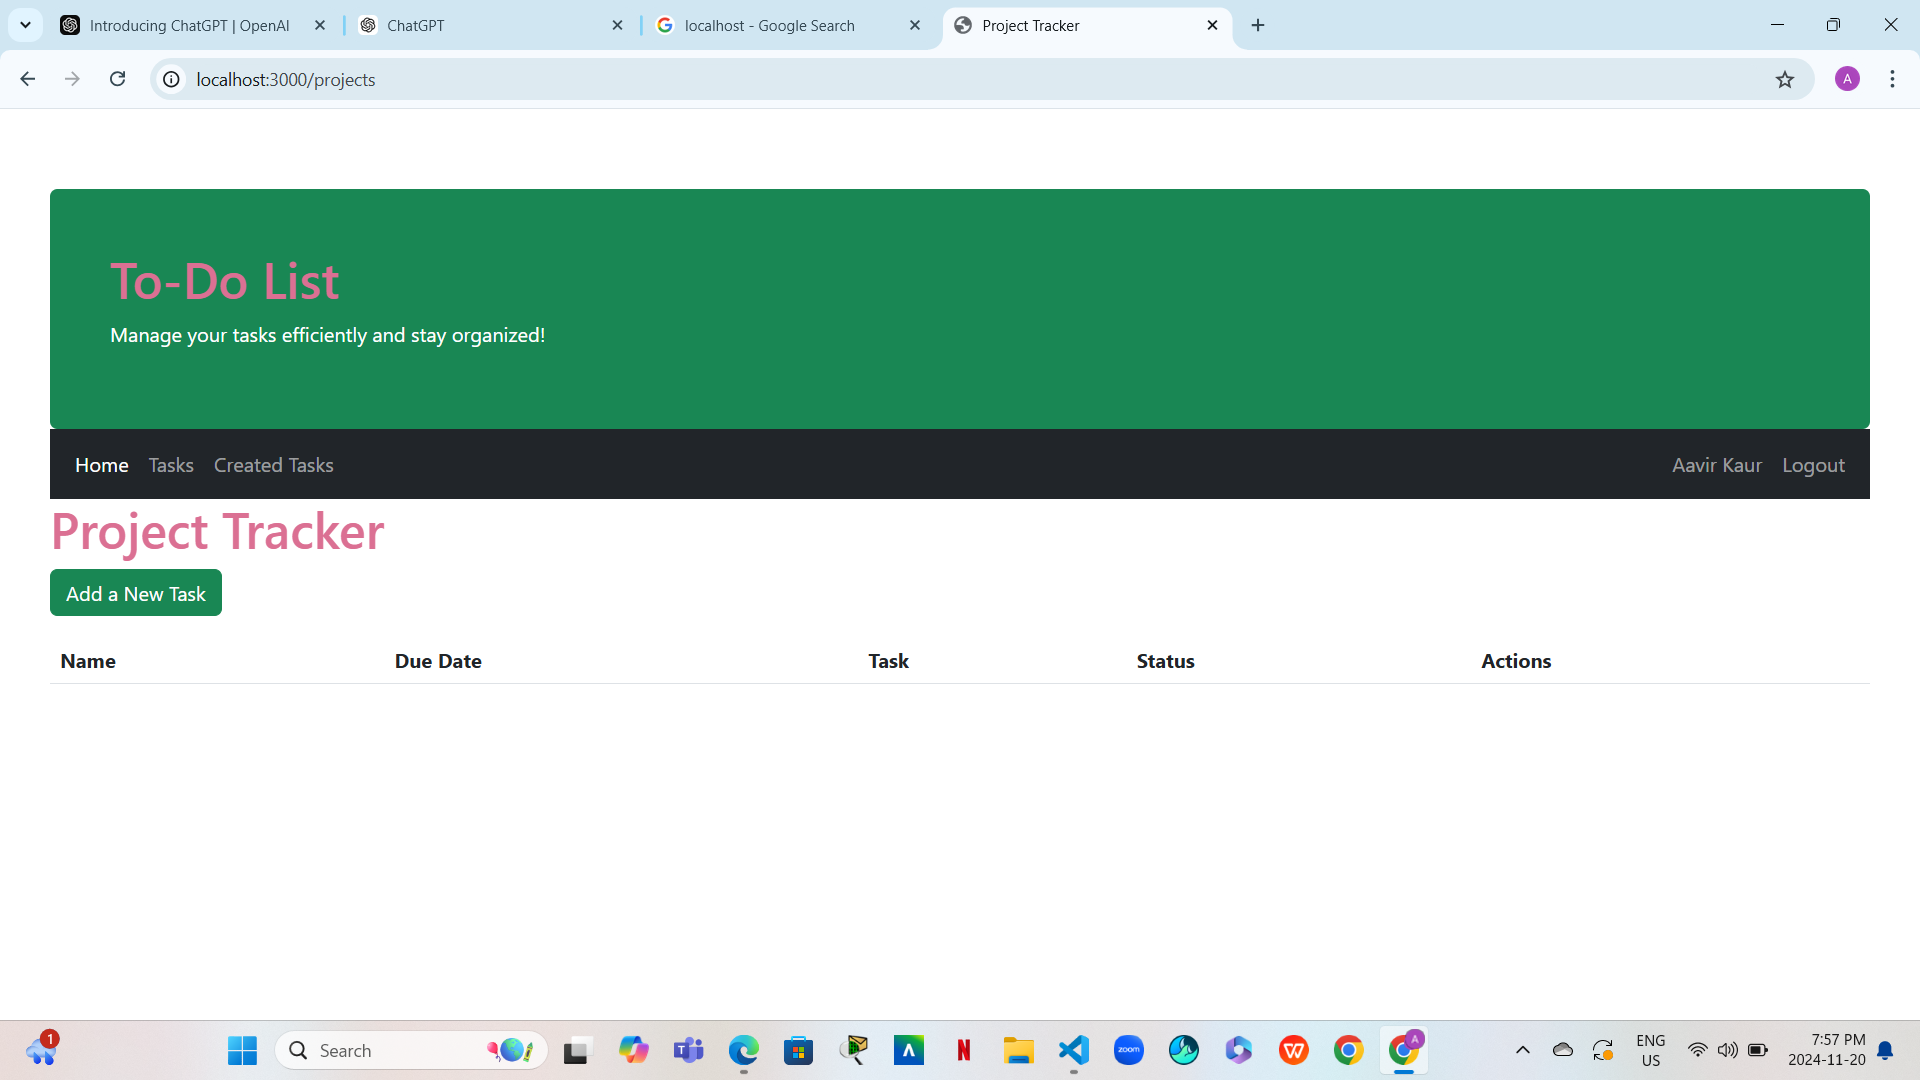 Introducing ChatGPT | OpenAI
ChatGPT
localhost - Google Search
Project Tracker
localhost:3000/projects
A
To-Do List
Manage your tasks efficiently and stay organized!
Home Tasks Created Tasks Aavir Kaur Logout
Project Tracker
Add a New Task
Name Due Date Task Status Actions
1
Search
zoom
N
W
A
ENG
US
7:57 PM
2024-11-20